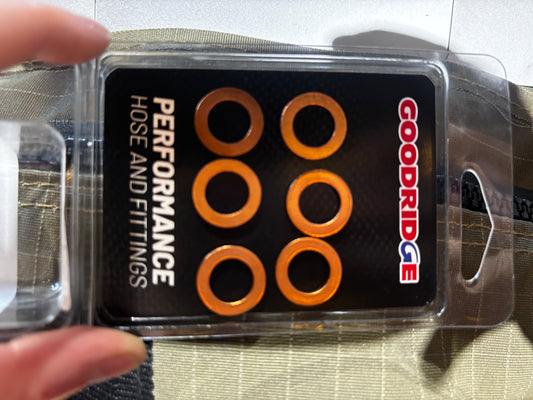 GOODRIDGE
PERFORMANCE
HOSE AND FITTINGS